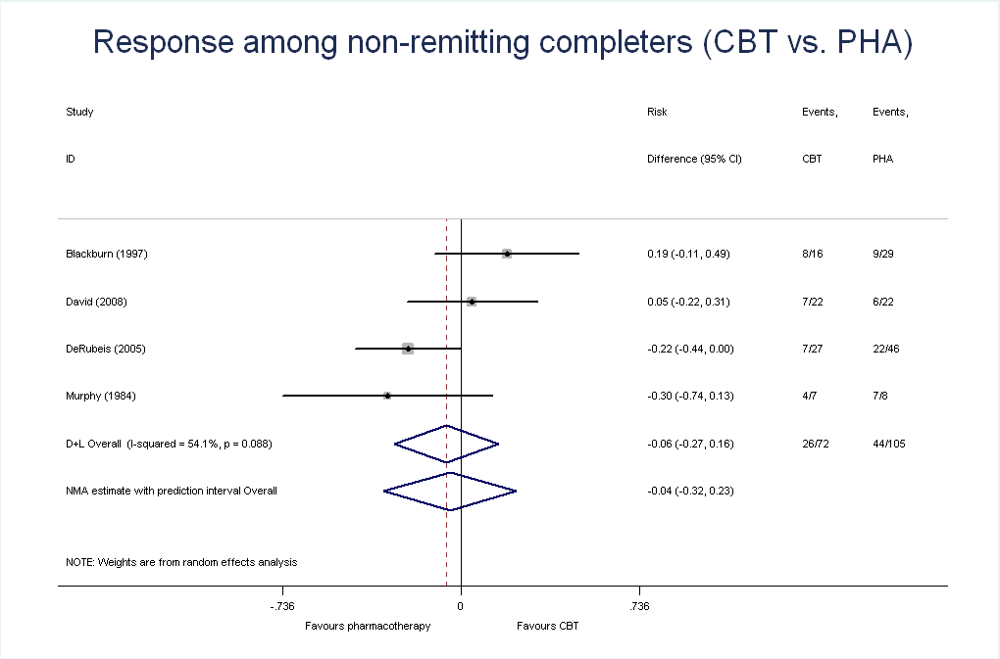 Response among non-remitting completers (CBT vs. PHA)
Study Risk Events, Events,
ID Difference (95% CI) CBT PHA
Blackburn (1997) 0.19 (-0.11, 0.49) 8/16 9/29
David (2008) 0.05 (-0.22, 0.31) 7/22 6/22
DeRubeis (2005) -0.22 (-0.44, 0.00) 7/27 22/46
Murphy (1984) -0.30 (-0.74, 0.13) 4/7 7/8
D+L Overall (I-squared = 54.1%, p = 0.088) -0.06 (-0.27, 0.16) 26/72 44/105
NMA estimate with prediction interval Overall -0.04 (-0.32, 0.23)
NOTE: Weights are from random effects analysis
-.736 0 .736
Favours pharmacotherapy Favours CBT